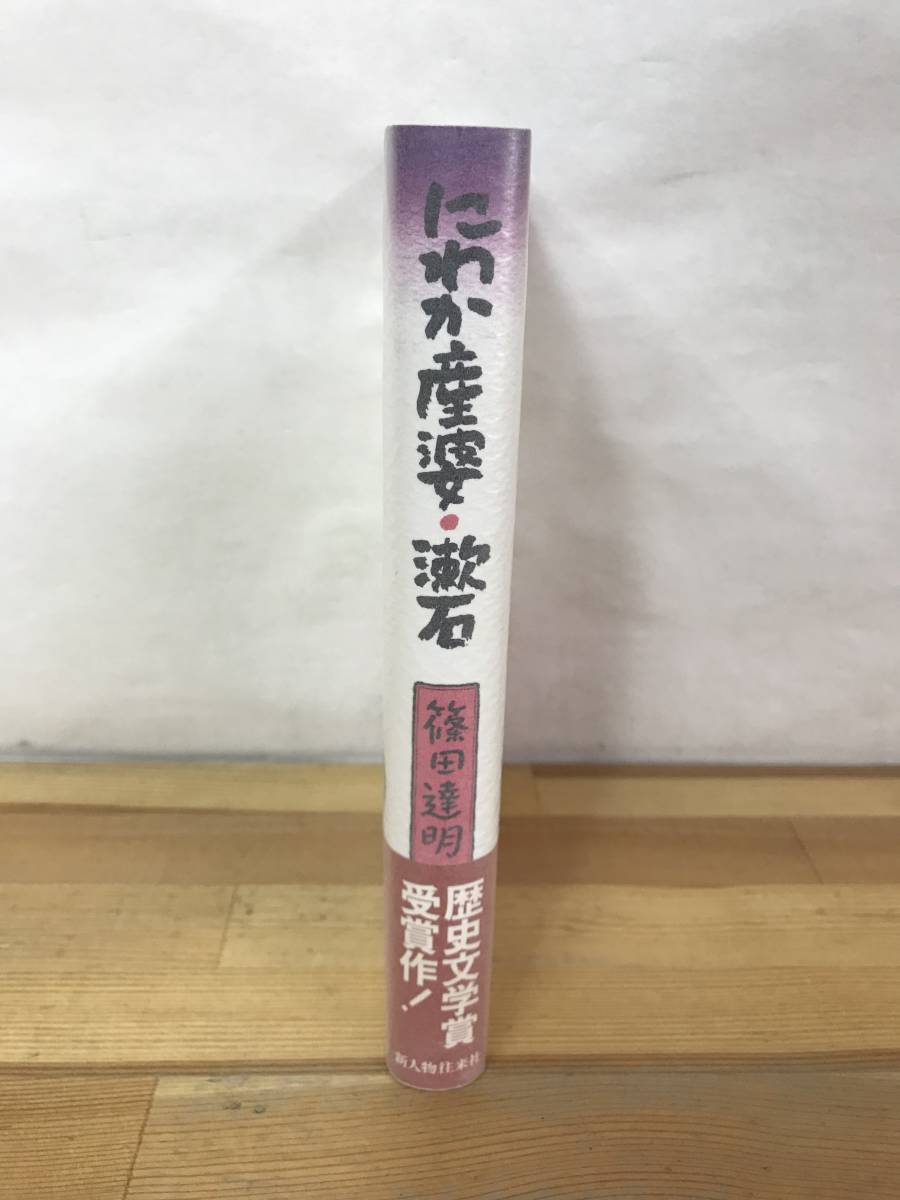 にわか産婆・漱石
篠田達明
歴史文学賞
受賞作!
新人物往来社